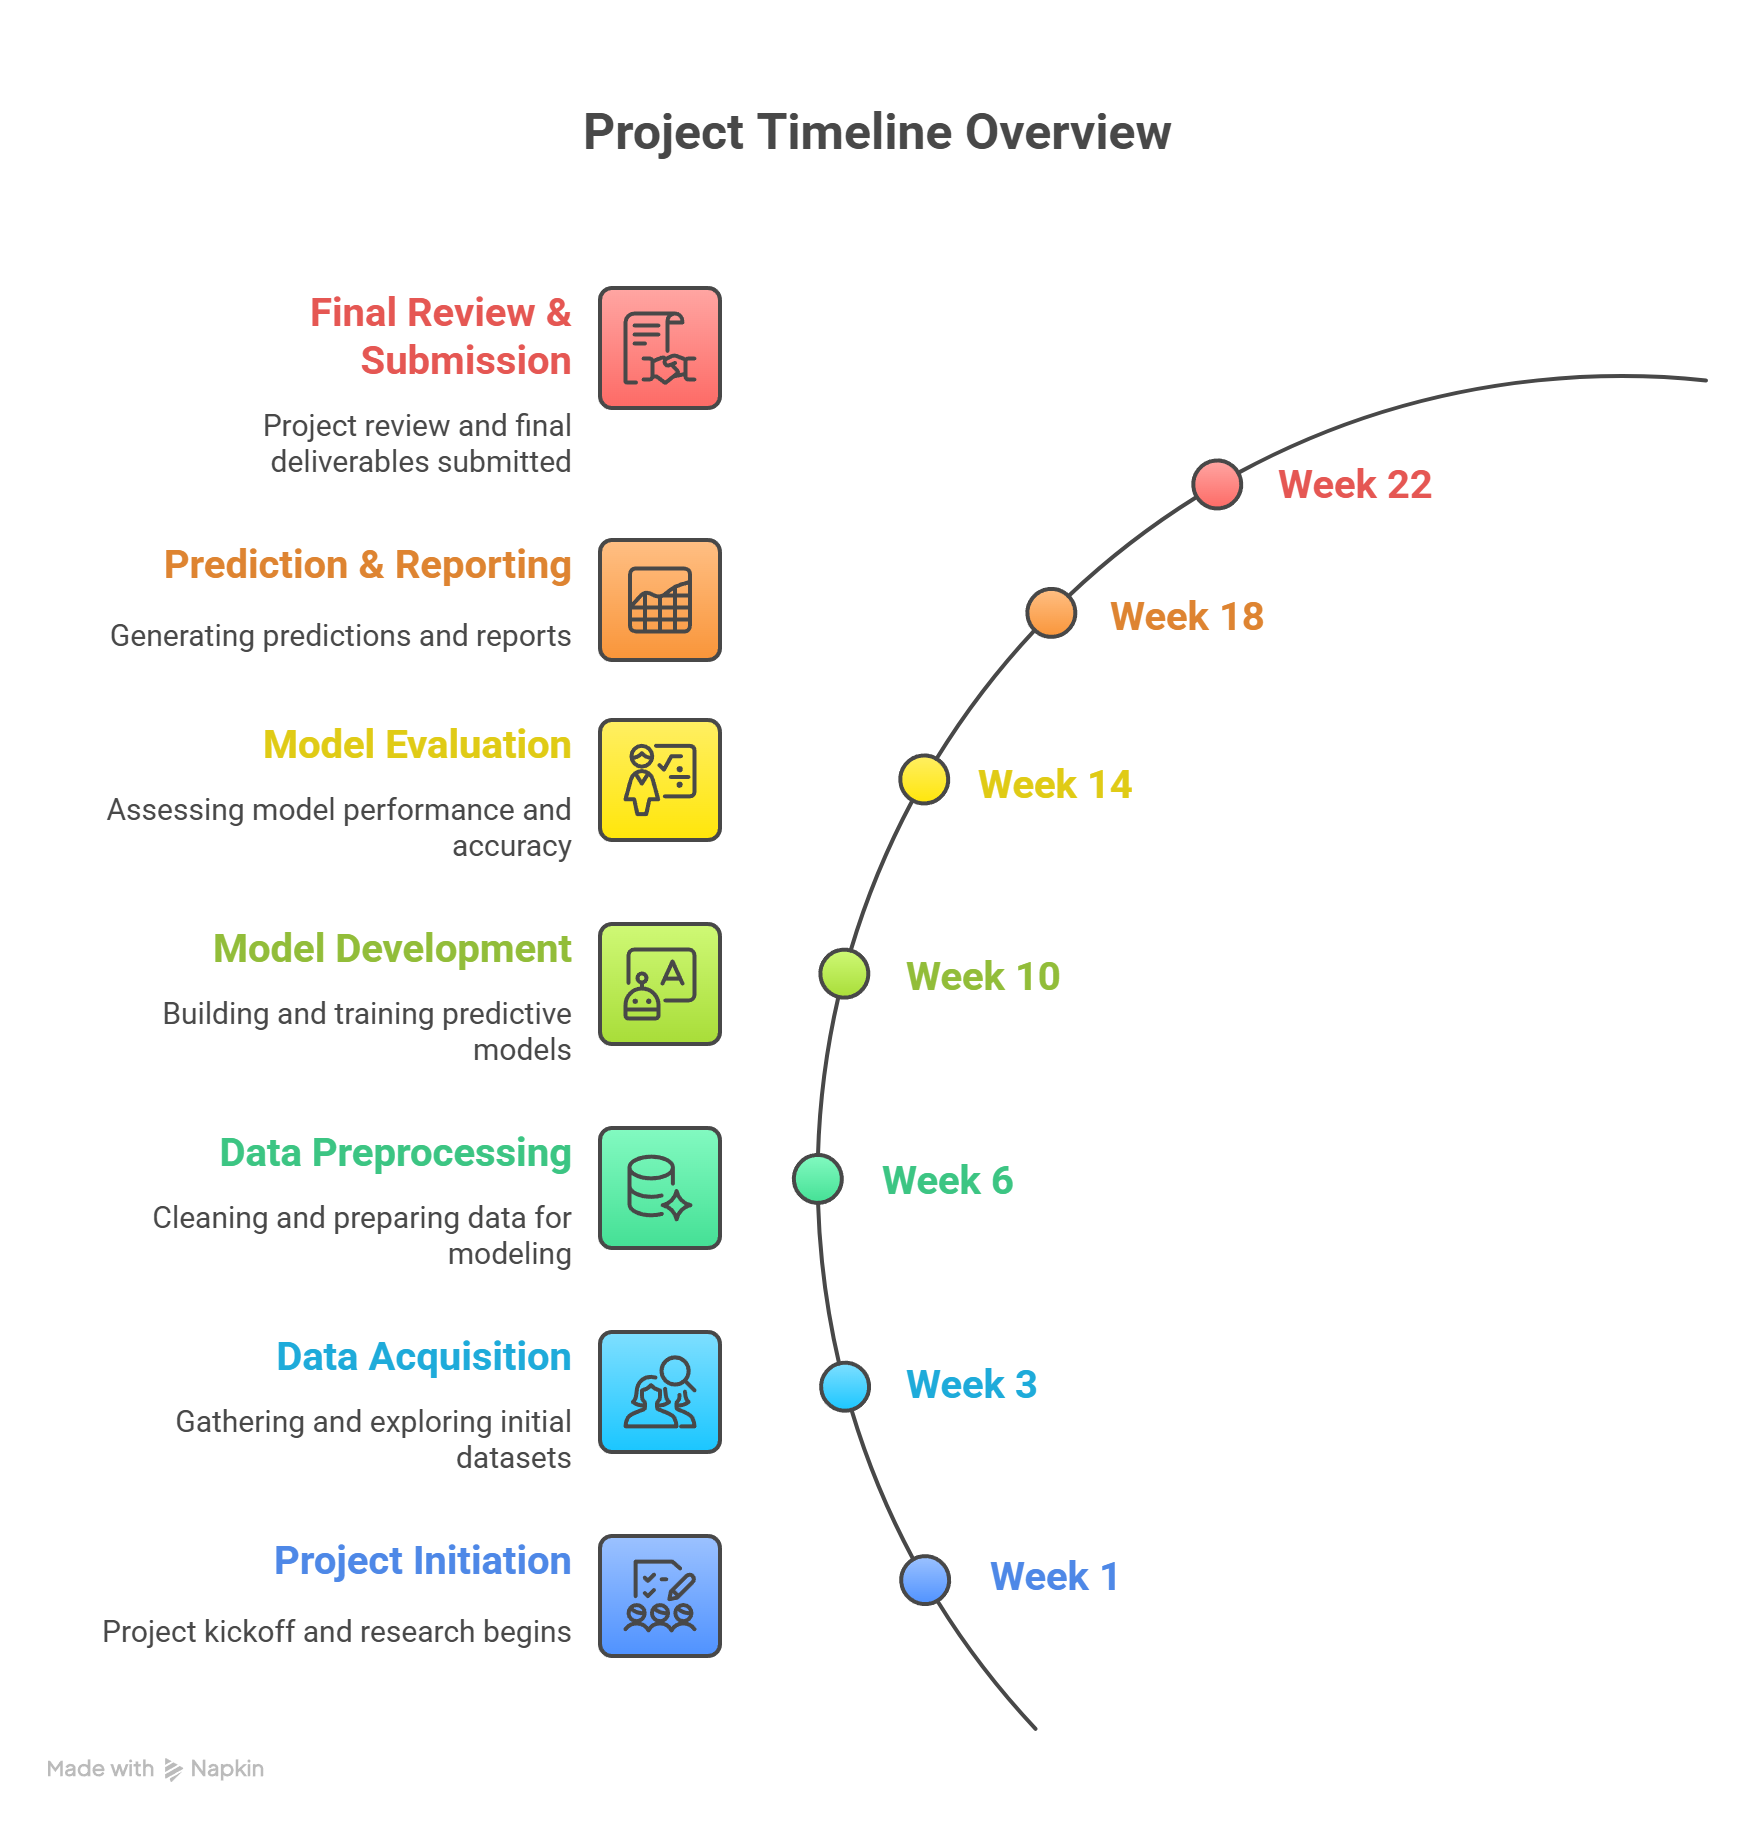 Project Timeline Overview
Final Review &
Submission
Project review and final
deliverables submitted
Week 22
Prediction & Reporting
Generating predictions and reports
Week 18
Model Evaluation
Assessing model performance and
accuracy
Week 14
Model Development
Building and training predictive
models
A
Week 10
Data Preprocessing
Cleaning and preparing data for
modeling
Week 6
Data Acquisition
Gathering and exploring initial
datasets
Week 3
Project Initiation
Project kickoff and research begins
Week 1
Made with Napkin